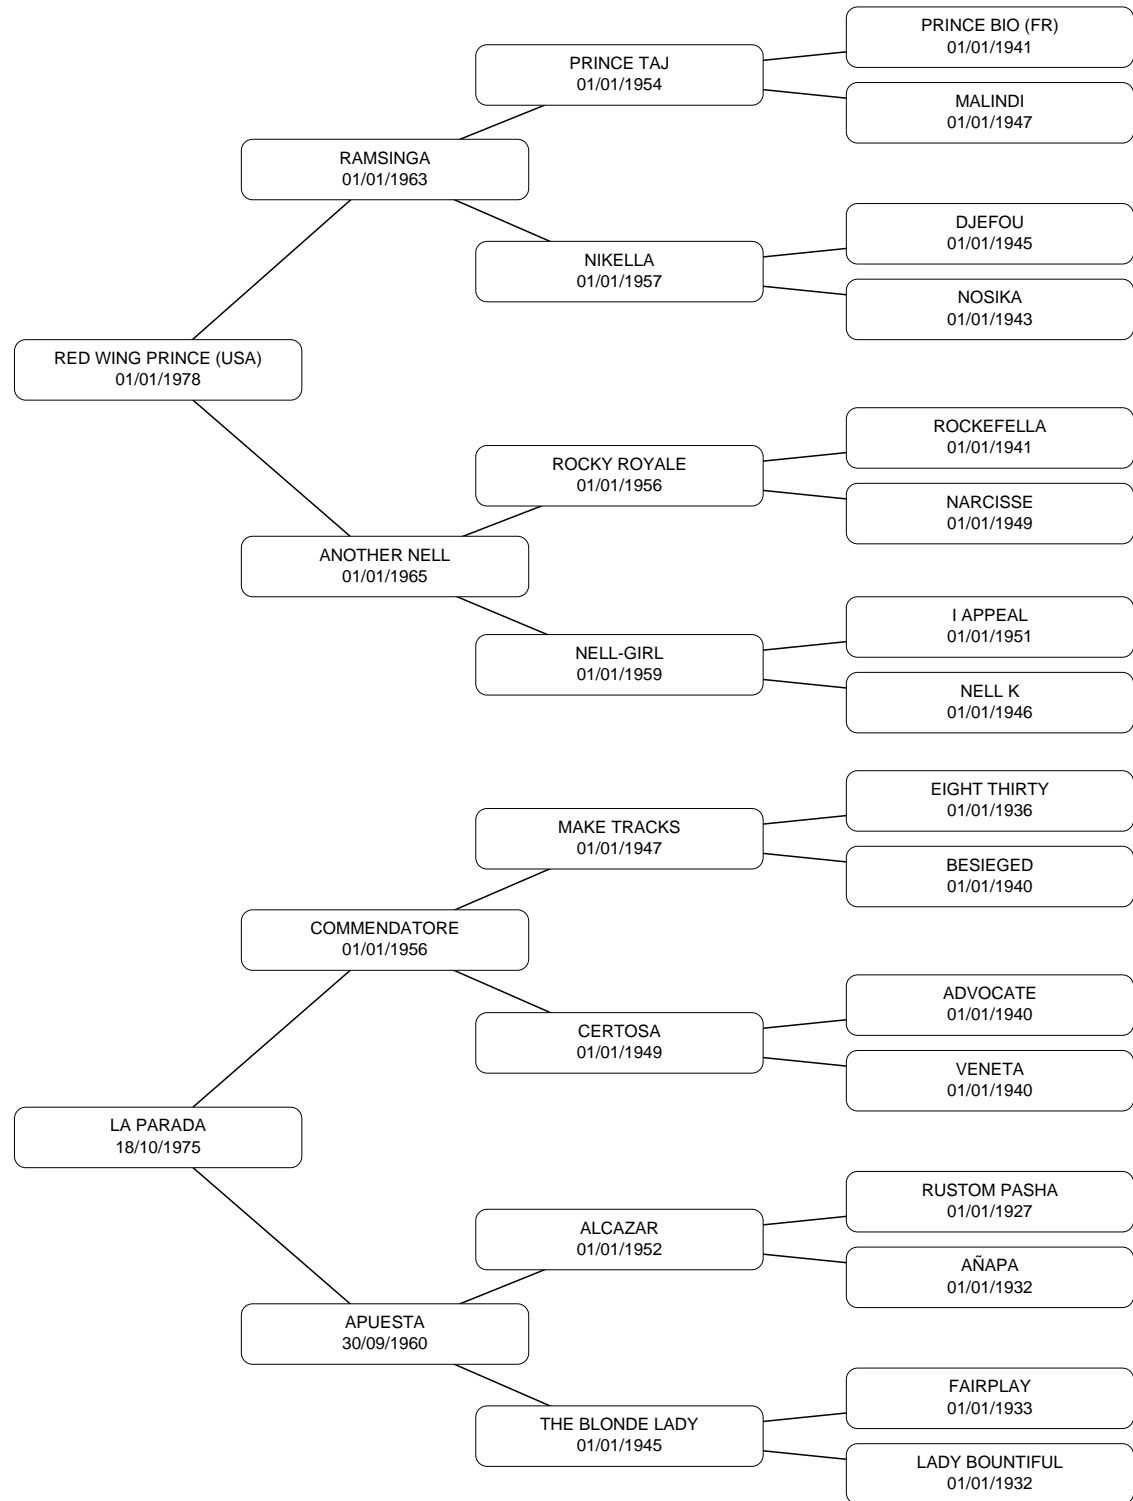 PRINCE BIO (FR)
01/01/1941
PRINCE TAJ
01/01/1954
MALINDI
01/01/1947
RAMSINGA
01/01/1963
DJEFOU
01/01/1945
NIKELLA
01/01/1957
NOSIKA
01/01/1943
RED WING PRINCE (USA)
01/01/1978
ROCKEFELLA
01/01/1941
ROCKY ROYALE
01/01/1956
NARCISSE
01/01/1949
ANOTHER NELL
01/01/1965
I APPEAL
01/01/1951
NELL-GIRL
01/01/1959
NELL K
01/01/1946
EIGHT THIRTY
01/01/1936
MAKE TRACKS
01/01/1947
BESIEGED
01/01/1940
COMMENDATORE
01/01/1956
ADVOCATE
01/01/1940
CERTOSA
01/01/1949
VENETA
01/01/1940
LA PARADA
18/10/1975
RUSTOM PASHA
01/01/1927
ALCAZAR
01/01/1952
AÑAPA
01/01/1932
APUESTA
30/09/1960
FAIRPLAY
01/01/1933
THE BLONDE LADY
01/01/1945
LADY BOUNTIFUL
01/01/1932